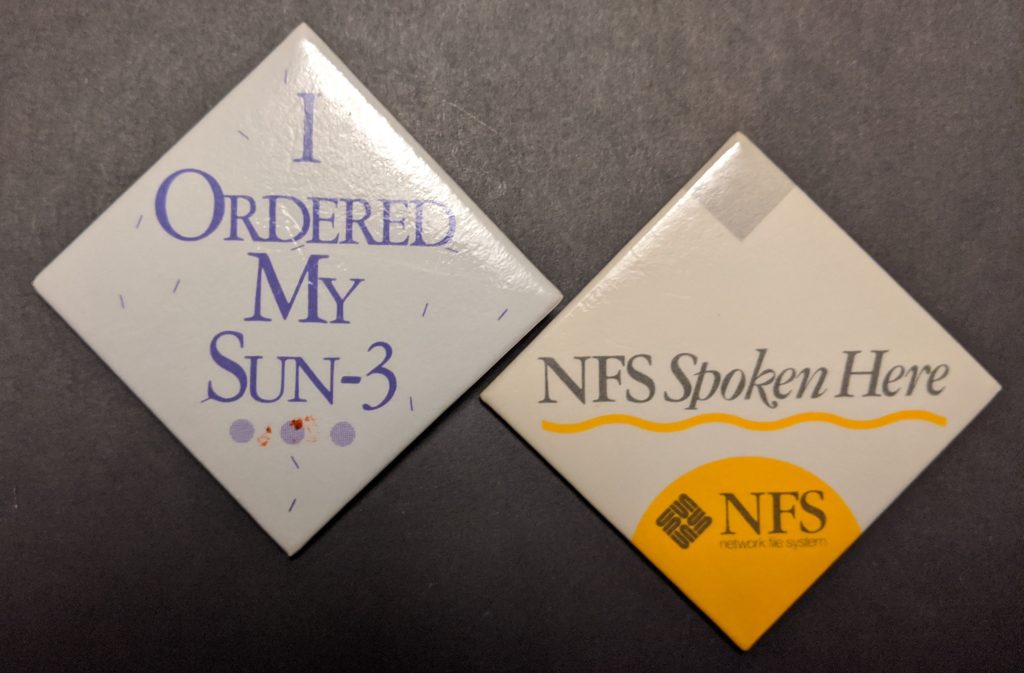 I
ORDERED
MY
SUN-3
NFS Spoken Here
NFS
network file system